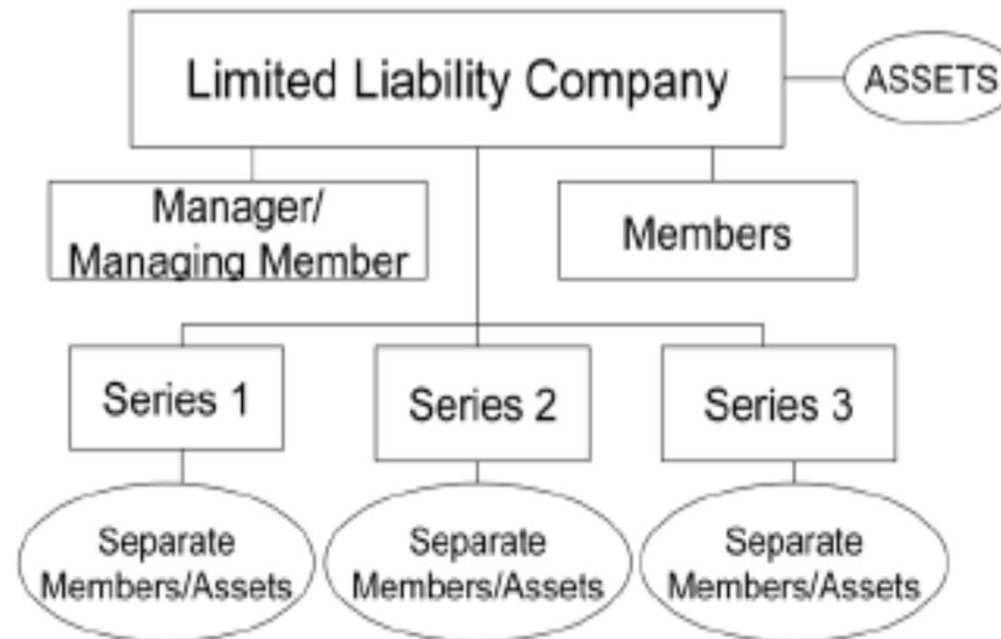 Limited Liability Company
ASSETS
Manager/
Managing Member
Members
Series 1
Series 2
Series 3
Separate
Members/Assets
Separate
Members/Assets
Separate
Members/Assets